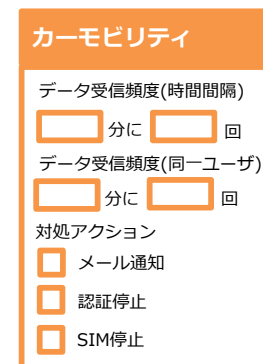 カーモビリティ
データ受信頻度(時間間隔)
分に 回
データ受信頻度(同一ユーザ)
分に 回
対処アクション
メール通知
認証停止
SIM停止